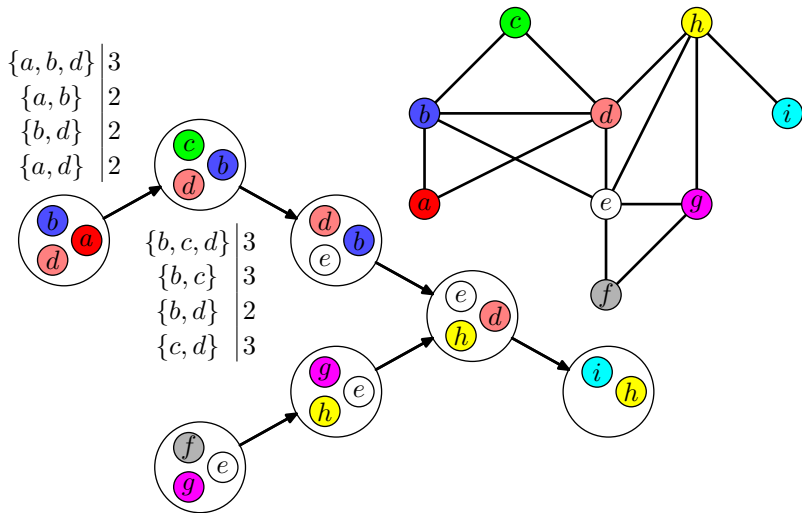 {a, b, d} 3
{a, b} 2
{b, d} 2
{a, d} 2
c
h
b
d
i
a
e
g
f
c
b
d
b
a
d
d
b
e
{b, c, d} 3
{b, c} 3
{b, d} 2
{c, d} 3
e
d
h
g
e
h
i
h
f
e
g